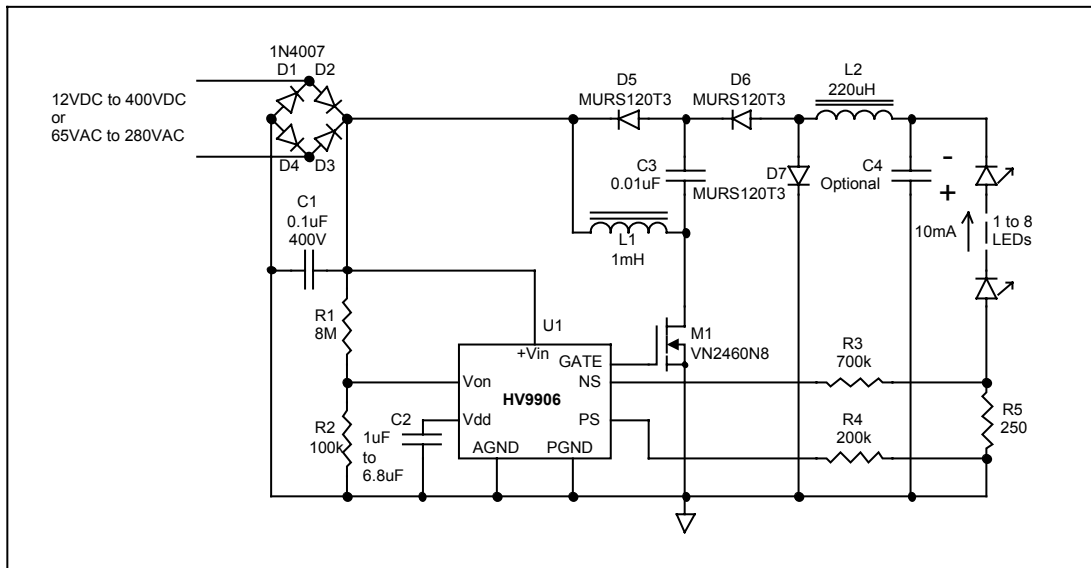 1N4007
D1
D2
D4
D3
12VDC to 400VDC
or
65VAC to 280VAC
D5
MURS120T3
D6
MURS120T3
L2
220uH
C3
0.01uF
D7
MURS120T3
C4
Optional
-
+
10mA
1 to 8
LEDs
L1
1mH
C1
0.1uF
400V
R1
8M
U1
+Vin
GATE
Von
NS
HV9906
Vdd
PS
AGND
PGND
M1
VN2460N8
R3
700k
R4
200k
R5
250
R2
100k
C2
1uF
to
6.8uF